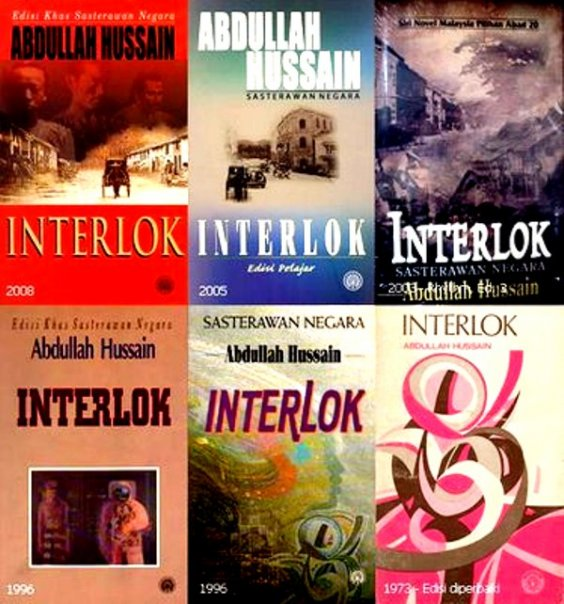 Edisi Khas Sasterawan Negara
ABDULLAH HUSSAIN
INTERLOK
2008
ABDULLAH
HUSSAIN
SASTERAWAN NEGARA
INTERLOK
Edisi Pelajar
2005
Siri Novel Malaysia Pilihan Abad 20
INTERLOK
SASTERAWAN NEGARA
Abdullah Hussain
Edisi Khas Sasterawan Negara
Abdullah Hussain
INTERLOK
1996
SASTERAWAN NEGARA
Abdullah Hussain
INTERLOK
1996
INTERLOK
ABDULLAH HUSSAIN
1973 - Edisi diperbaiki